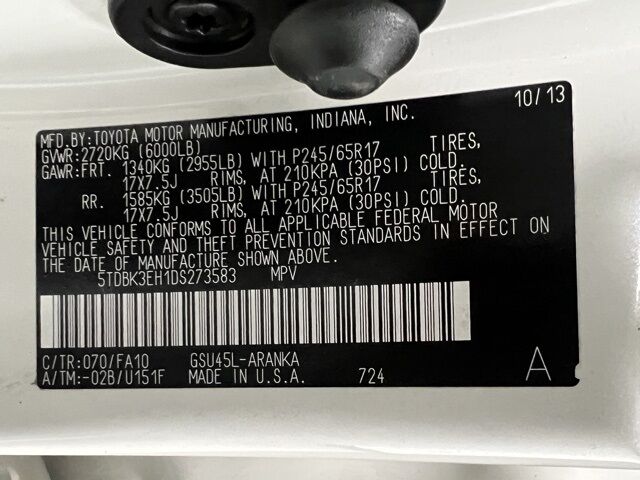 10/13
MFD.BY:TOYOTA MOTOR MANUFACTURING, INDIANA, INC.
GVWR:2720KG (6000LB)
GAWR:FRT. 1340KG (2955LB) WITH P245/65R17 TIRES,
17X7.5J RIMS, AT 210KPA (30PSI) COLD.
RR. 1585KG (3505LB) WITH P245/65R17 TIRES,
17X7.5J RIMS, AT 210KPA (30PSI) COLD.
THIS VEHICLE CONFORMS TO ALL APPLICABLE FEDERAL MOTOR
VEHICLE SAFETY AND THEFT PREVENTION STANDARDS IN EFFECT ON
THE DATE OF MANUFACTURE SHOWN ABOVE.
5TDBK3EH1DS273583 MPV
C/TR:070/FA10 GSU45L-ARANKA
A/TM:-02B/U151F MADE IN U.S.A. 724 A